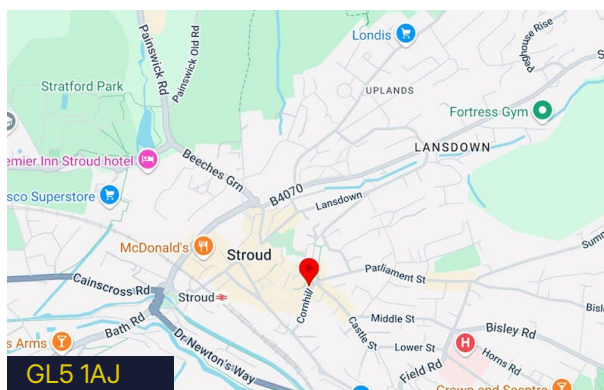 Londis
Pegmouse Rise
Painswick Rd
Painswick Old Rd
Stratford Park
UPLANDS
Fortress Gym
LANSDOWN
emier Inn Stroud hotel
Beeches Grn
sco Superstore
B4070
Lansdown
McDonald's
Stroud
Summ
Parliament St
Cainscross Rd
Stroud
Cornhill
Bisl
Middle St
Bath Rd
Castle St
Bisley Rd
s Arms
Dr Newton's Way
Lower St
H
Horns Rd
Field Rd
Crown and Sceptre
GL5 1AJ